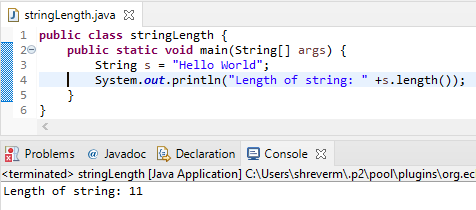 stringLength.java
1 public class stringLength {
2 public static void main(String[] args) {
3 String s = "Hello World";
4 System.out.println("Length of string: " +s.length());
5 }
6 }
Problems @ Javadoc Declaration Console
<terminated> stringLength [Java Application] C:\Users\shreverm\.p2\pool\plugins\org.ec
Length of string: 11